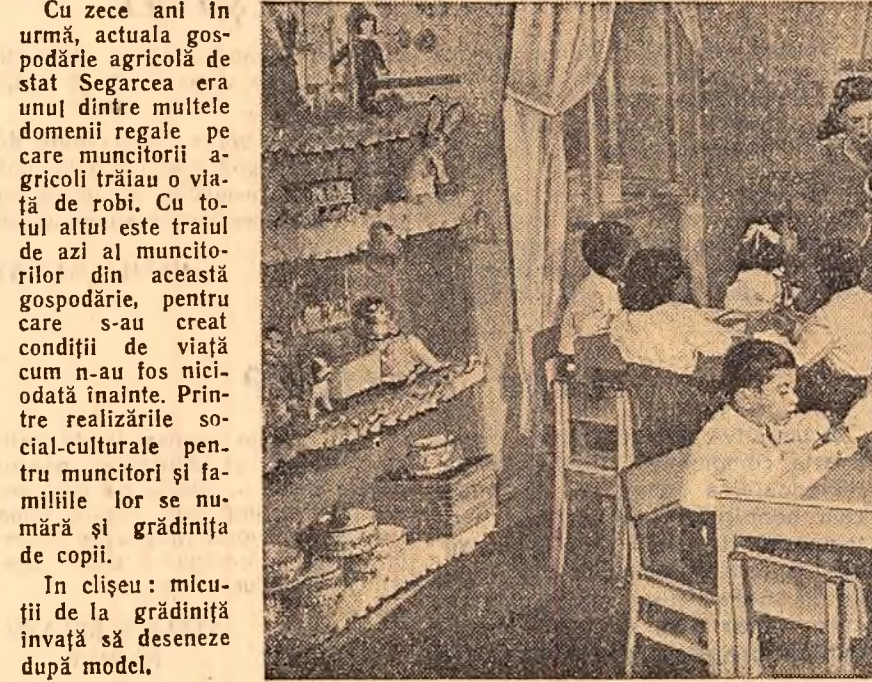 Cu zece ani în
urmă, actuala gos-
podărie agricolă de
stat Segarcea era
unul dintre multele
domenii regale pe
care muncitorii a-
gricoli trăiau o via-
ță de robi. Cu to-
tul altul este traiul
de azi al muncito-
rilor din această
gospodărie, pentru
care s-au creat
condiții de viață
cum n-au fos nici-
odată înainte. Prin-
tre realizările so-
cial-culturale pen-
tru muncitori și fa-
miliile lor se nu-
mără și grădinița
de copii.
In clișeu : micu-
ții de la grădiniță
învață să deseneze
după model.